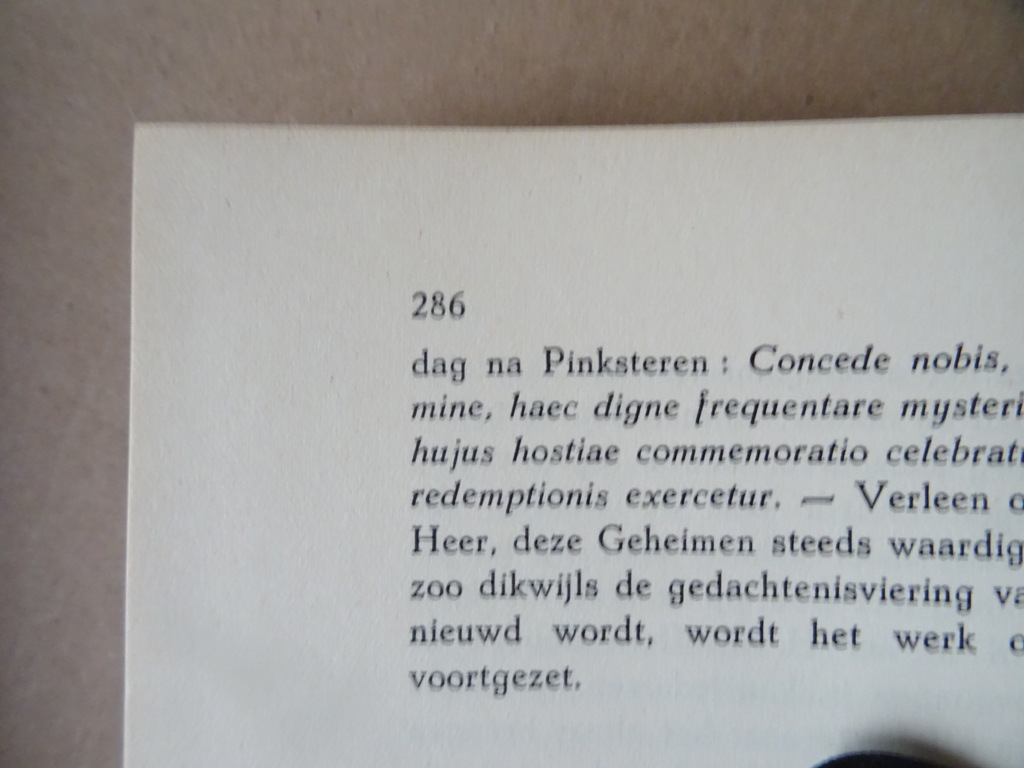 286
dag na Pinksteren : Concede nobis,
mine, haec digne frequentare mysteri
hujus hostiae commemoratio celebrat
redemptionis exercetur. — Verleen o
Heer, deze Geheimen steeds waardig
zoo dikwijls de gedachtenisviering va
nieuwd wordt, wordt het werk o
voortgezet.